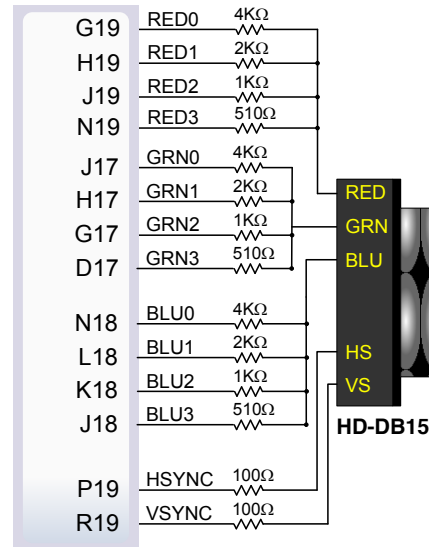 G19 RED0 4KΩ
H19 RED1 2KΩ
J19 RED2 1KΩ
N19 RED3 510Ω
J17 GRN0 4KΩ
H17 GRN1 2KΩ
G17 GRN2 1KΩ
D17 GRN3 510Ω
N18 BLU0 4KΩ
L18 BLU1 2KΩ
K18 BLU2 1KΩ
J18 BLU3 510Ω
P19 HSYNC 100Ω
R19 VSYNC 100Ω
RED
GRN
BLU
HS
VS
HD-DB15